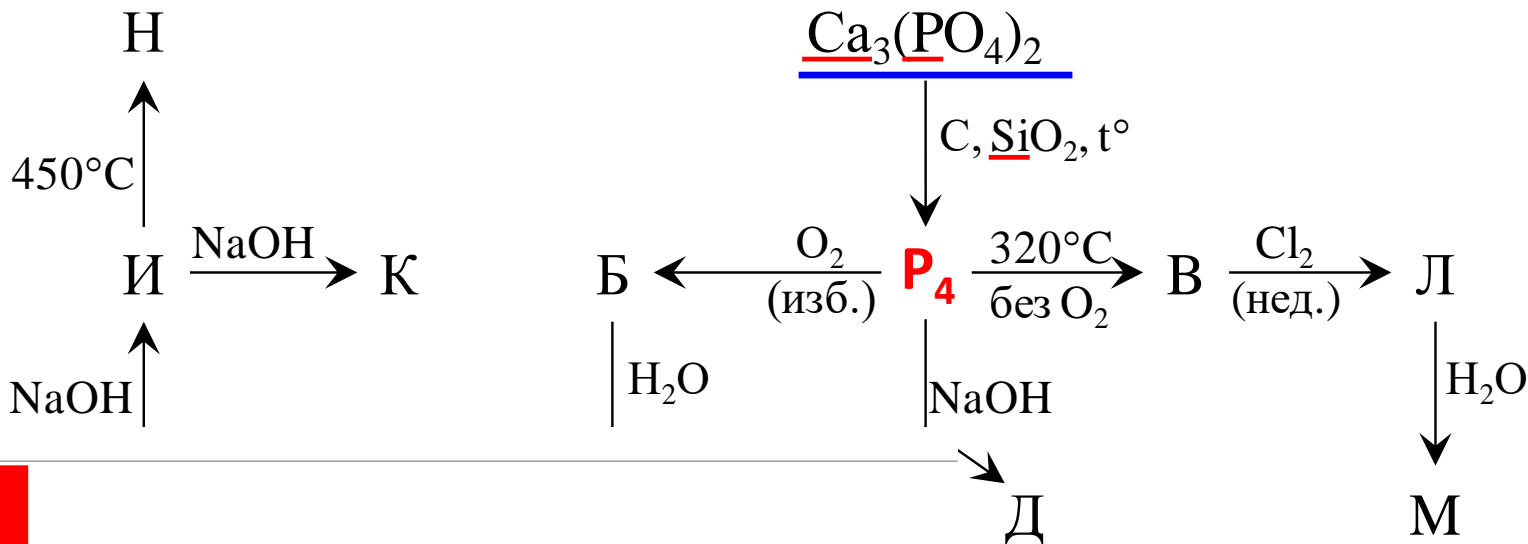 Н Ca₃(PO₄)₂
C, SiO₂, t°
450°C
NaOH O₂ 320°C Cl₂
И К Б P₄ В Л
(изб.) без O₂ (нед.)
NaOH H₂O NaOH H₂O
Д М